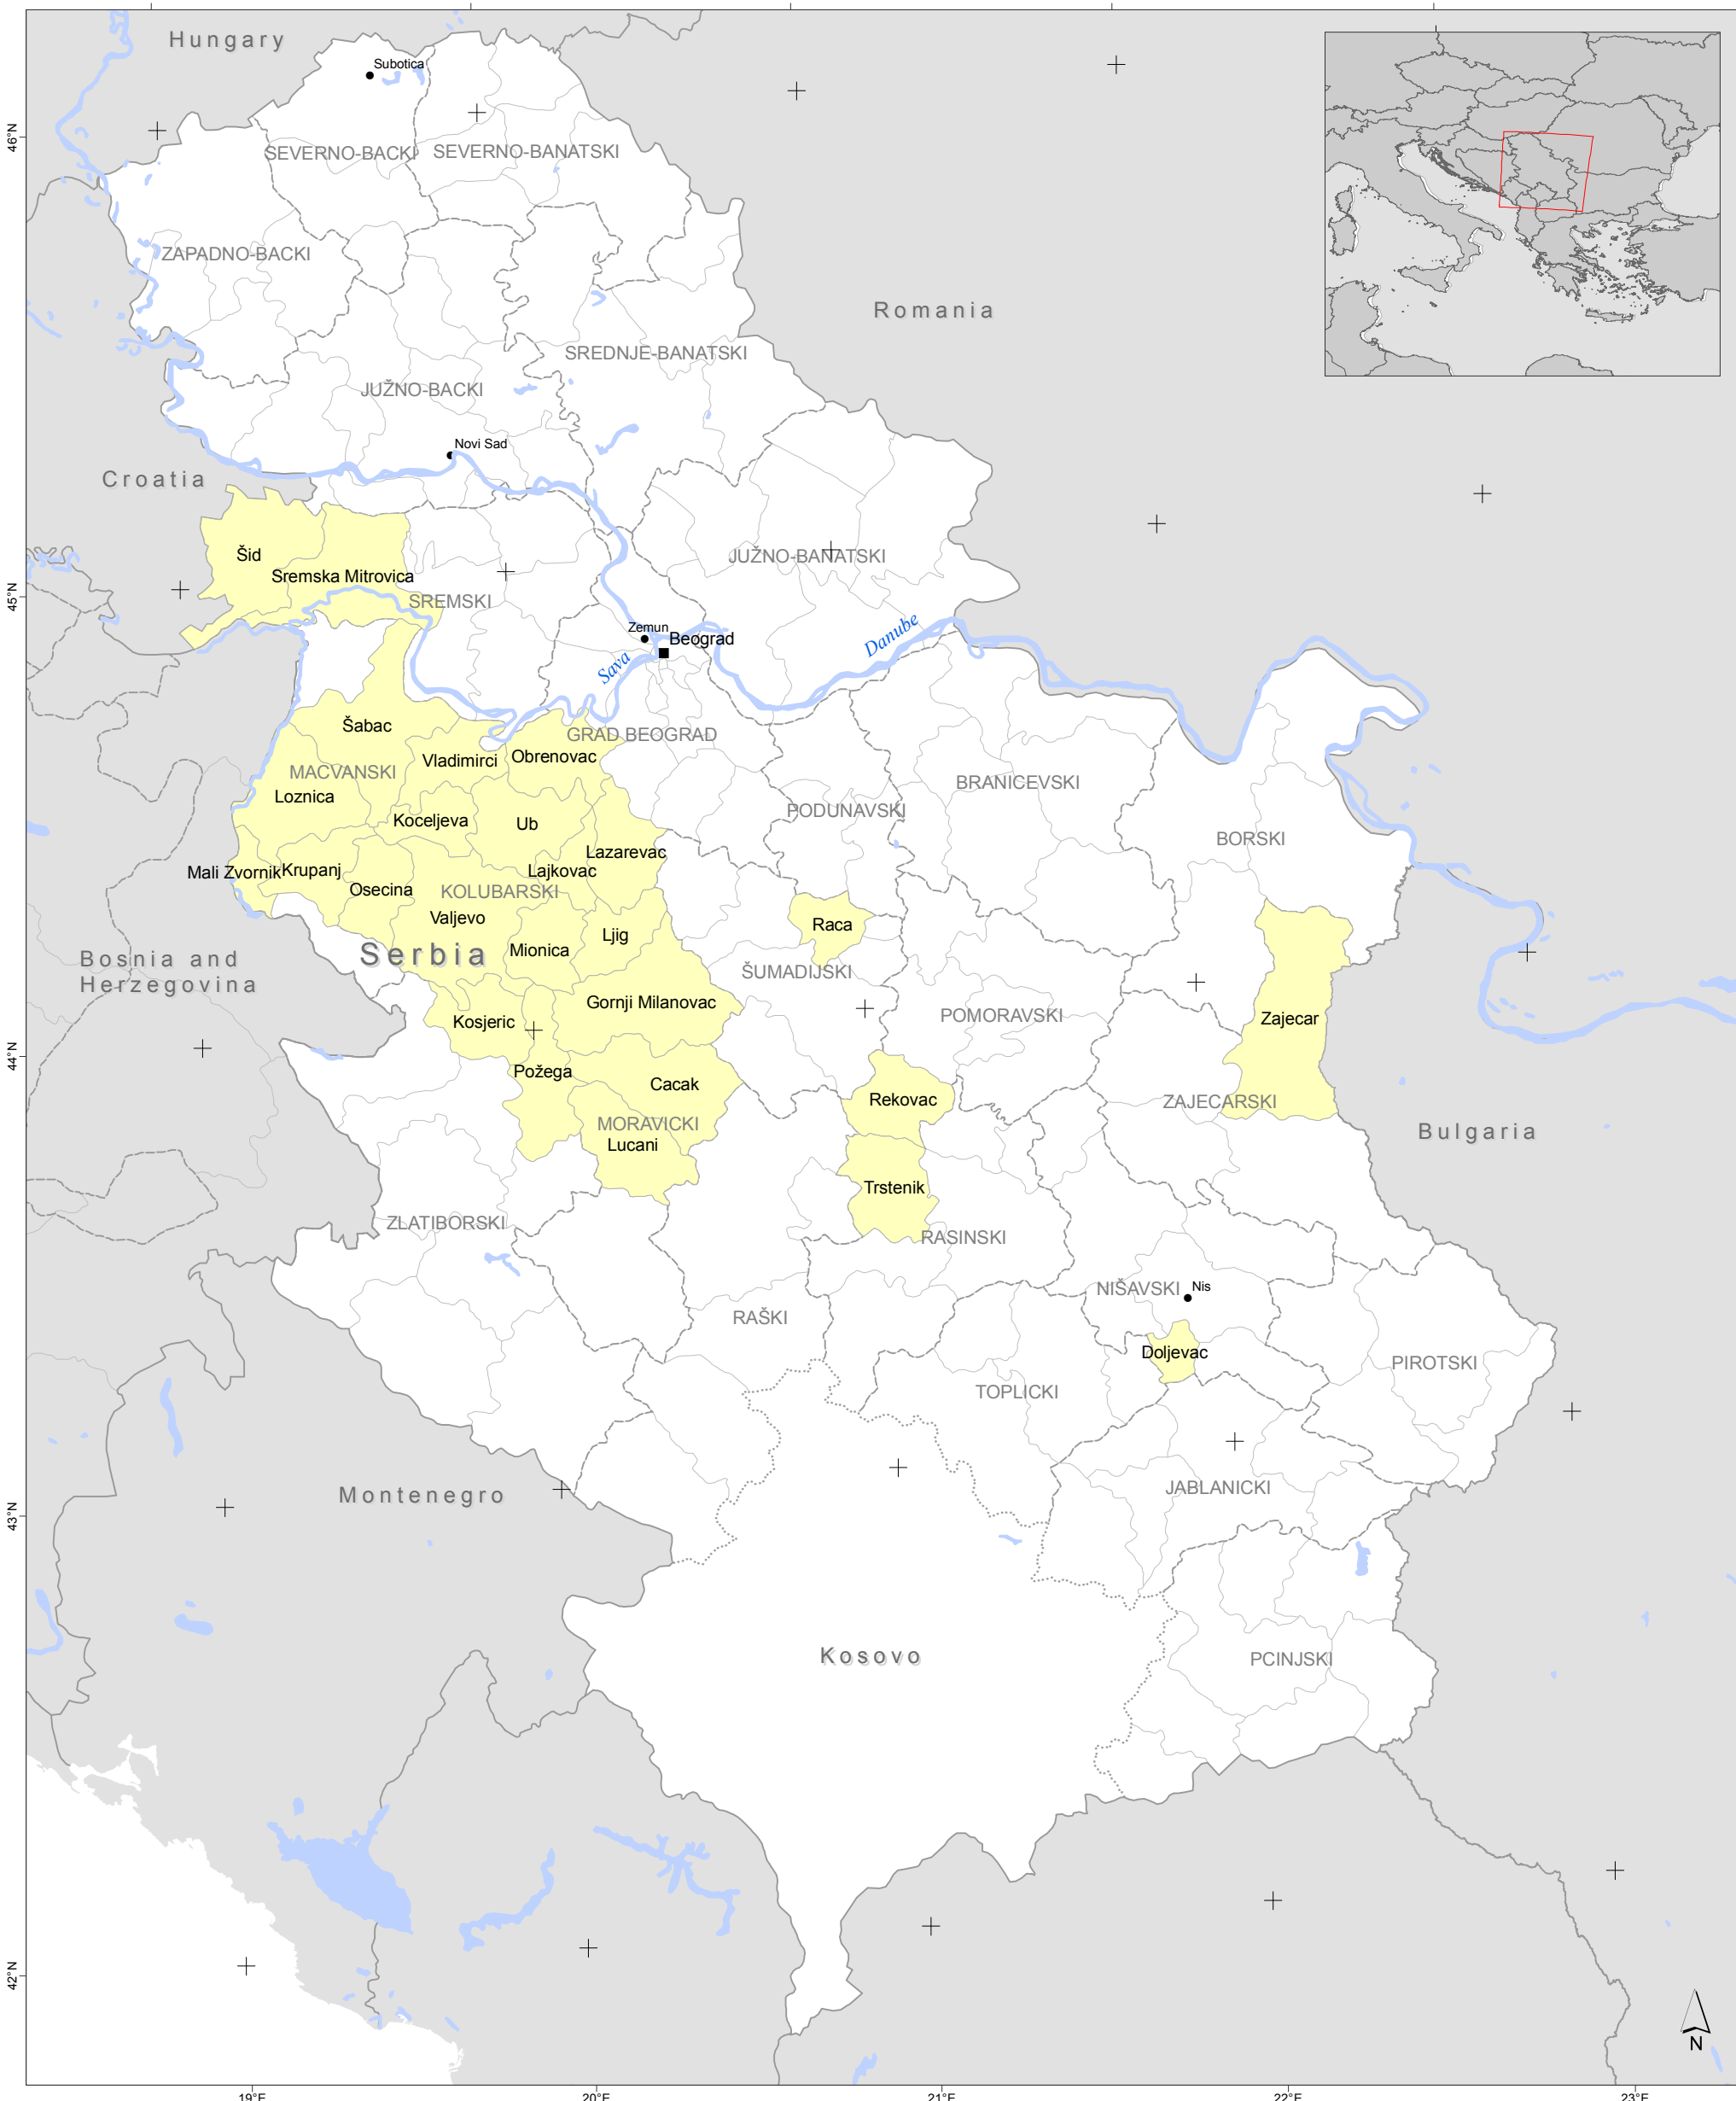 Hungary
Subotica
46°N
SEVERNO-BACKI
SEVERNO-BANATSKI
ZAPADNO-BACKI
Romania
SREDNJE-BANATSKI
JUŽNO-BACKI
Novi Sad
Croatia
Šid
JUŽNO-BANATSKI
Sremska Mitrovica
45°N
SREMSKI
Zemun
Beograd
Danube
Sava
Šabac
GRAD BEOGRAD
Vladimirci
Obrenovac
MACVANSKI
BRANICEVSKI
Loznica
PODUNAVSKI
Koceljeva
Ub
BORSKI
Lazarevac
Mali Zvornik
Krupanj
Lajkovac
Osecina
KOLUBARSKI
Valjevo
Raca
Ljig
Mionica
Serbia
Bosnia and
Herzegovina
ŠUMADIJSKI
Gornji Milanovac
POMORAVSKI
Zajecar
Kosjeric
44°N
Požega
Cacak
Rekovac
ZAJECARSKI
MORAVICKI
Bulgaria
Lucani
Trstenik
ZLATIBORSKI
RASINSKI
NIŠAVSKI
Nis
RAŠKI
Doljevac
PIROTSKI
TOPLICKI
JABLANICKI
Montenegro
43°N
Kosovo
PCINJSKI
42°N
N
19°E
20°E
21°E
22°E
23°E